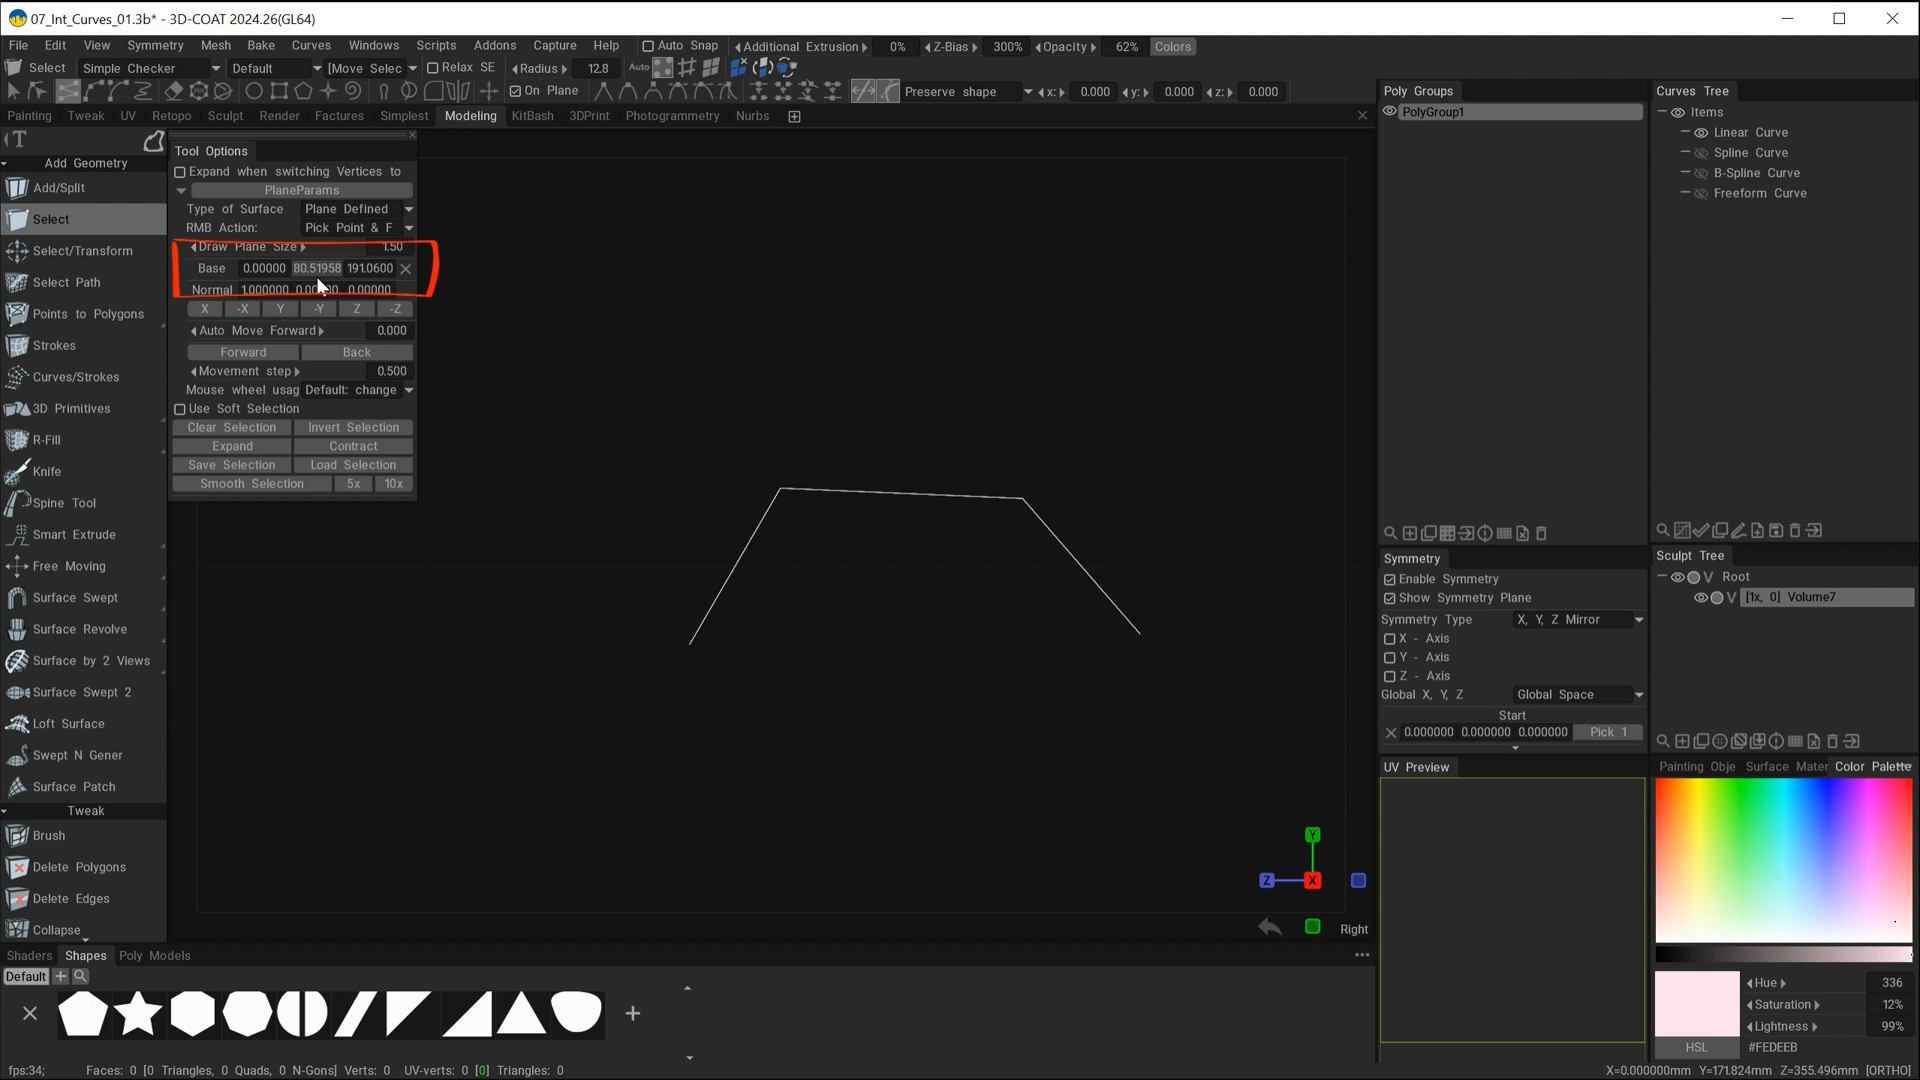 07_Int_Curves_01.3b* - 3D-COAT 2024.26(GL64)
File Edit View Symmetry Mesh Bake Curves Windows Scripts Addons Capture Help Auto Snap Additional Extrusion 0% Z-Bias 300% Opacity 62% Colors
Select Simple Checker Default [Move Selec Relax SE Radius 12.8 Auto
On Plane Preserve shape x: 0.000 y: 0.000 z: 0.000
Painting Tweak UV Retopo Sculpt Render Factures Simplest Modeling KitBash 3DPrint Photogrammetry Nurbs
T
Add Geometry
Add/Split
Select
Select/Transform
Select Path
Points to Polygons
Strokes
Curves/Strokes
3D Primitives
R-Fill
Knife
Spine Tool
Smart Extrude
Free Moving
Surface Swept
Surface Revolve
Surface by 2 Views
Surface Swept 2
Loft Surface
Swept N Gener
Surface Patch
Tweak
Brush
Delete Polygons
Delete Edges
Collapse
Tool Options
Expand when switching Vertices to
PlaneParams
Type of Surface Plane Defined
RMB Action: Pick Point & F
Draw Plane Size 1.50
Base 0.00000 80.51958 191.0600
Normal 1.000000 0.00 0.00000
X -X Y -Y Z -Z
Auto Move Forward 0.000
Forward Back
Movement step 0.500
Mouse wheel usag Default: change
Use Soft Selection
Clear Selection Invert Selection
Expand Contract
Save Selection Load Selection
Smooth Selection 5x 10x
Y
Z X
Right
Poly Groups
PolyGroup1
Symmetry
Enable Symmetry
Show Symmetry Plane
Symmetry Type X, Y, Z Mirror
X - Axis
Y - Axis
Z - Axis
Global X, Y, Z Global Space
Start
0.000000 0.000000 0.000000 Pick 1
UV Preview
Curves Tree
Items
Linear Curve
Spline Curve
B-Spline Curve
Freeform Curve
Sculpt Tree
V Root
V [1x, 0] Volume7
Painting Obje Surface Mater Color Palette
Hue 336
Saturation 12%
Lightness 99%
HSL #FEDEEB
Shaders Shapes Poly Models
Default
fps:34; Faces: 0 [0 Triangles, 0 Quads, 0 N-Gons] Verts: 0 UV-verts: 0 [0] Triangles: 0
X=0.000000mm Y=171.824mm Z=355.496mm [ORTHO]